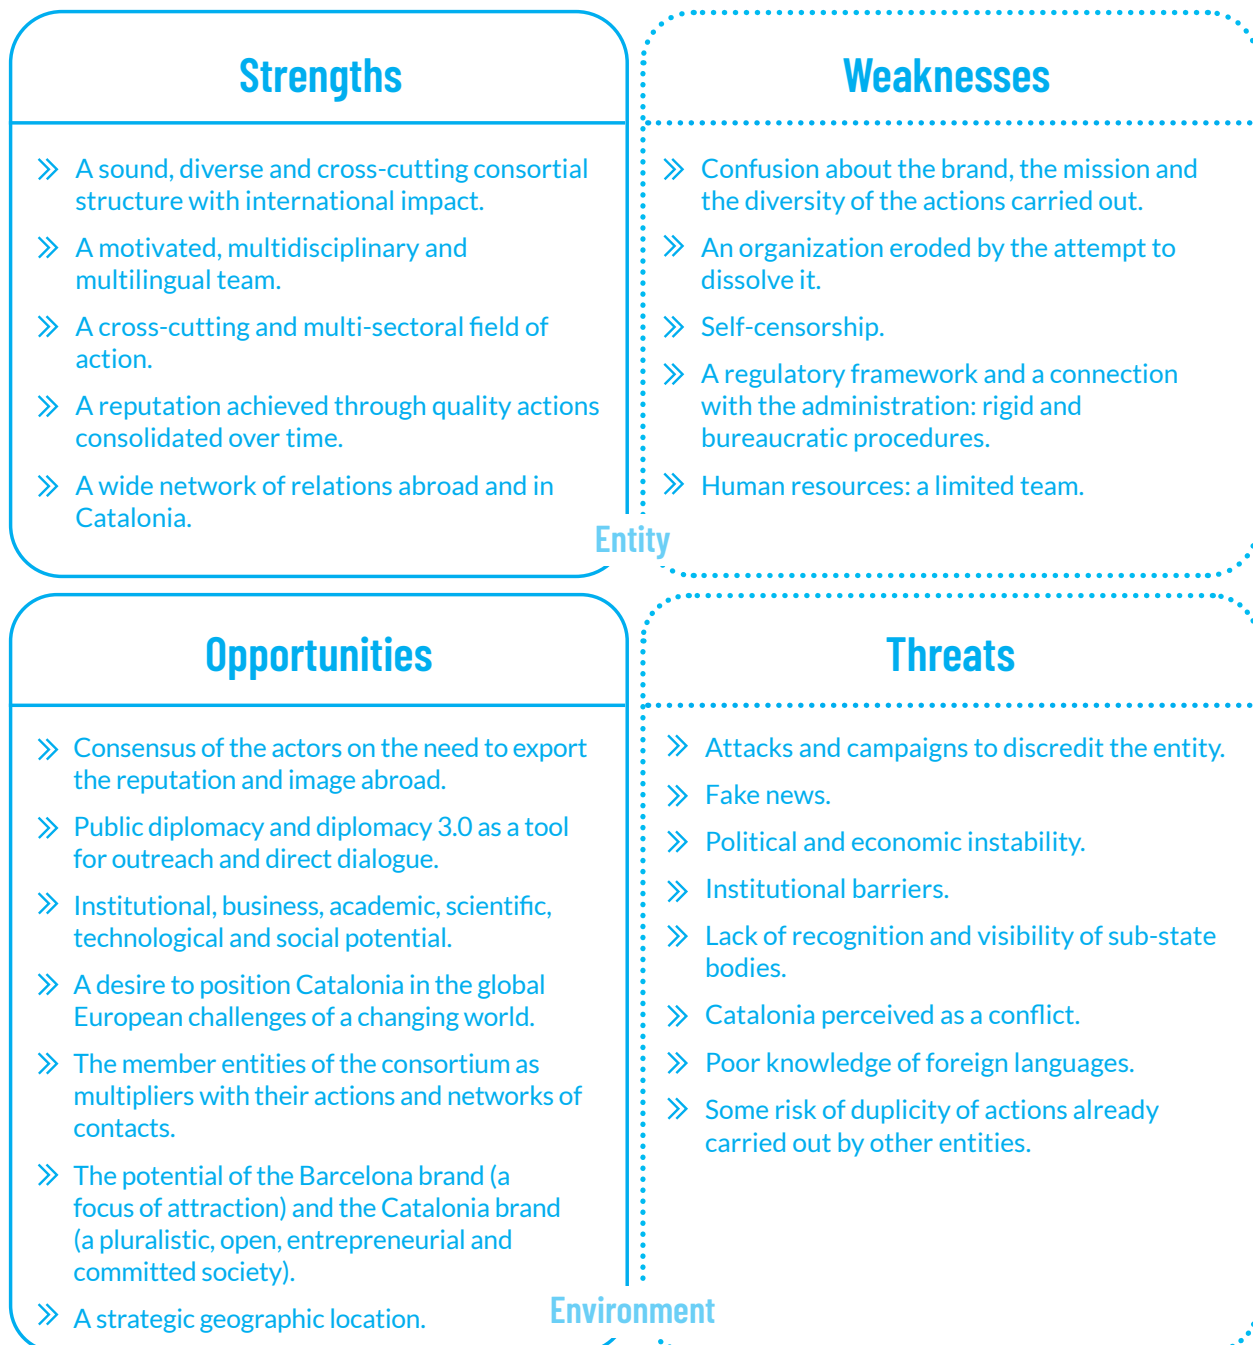 Strengths
A sound, diverse and cross-cutting consortial
structure with international impact.
A motivated, multidisciplinary and
multilingual team.
A cross-cutting and multi-sectoral field of
action.
A reputation achieved through quality actions
consolidated over time.
A wide network of relations abroad and in
Catalonia.
Weaknesses
Confusion about the brand, the mission and
the diversity of the actions carried out.
An organization eroded by the attempt to
dissolve it.
Self-censorship.
A regulatory framework and a connection
with the administration: rigid and
bureaucratic procedures.
Human resources: a limited team.
Entity
Opportunities
Consensus of the actors on the need to export
the reputation and image abroad.
Public diplomacy and diplomacy 3.0 as a tool
for outreach and direct dialogue.
Institutional, business, academic, scientific,
technological and social potential.
A desire to position Catalonia in the global
European challenges of a changing world.
The member entities of the consortium as
multipliers with their actions and networks of
contacts.
The potential of the Barcelona brand (a
focus of attraction) and the Catalonia brand
(a pluralistic, open, entrepreneurial and
committed society).
A strategic geographic location.
Threats
Attacks and campaigns to discredit the entity.
Fake news.
Political and economic instability.
Institutional barriers.
Lack of recognition and visibility of sub-state
bodies.
Catalonia perceived as a conflict.
Poor knowledge of foreign languages.
Some risk of duplicity of actions already
carried out by other entities.
Environment